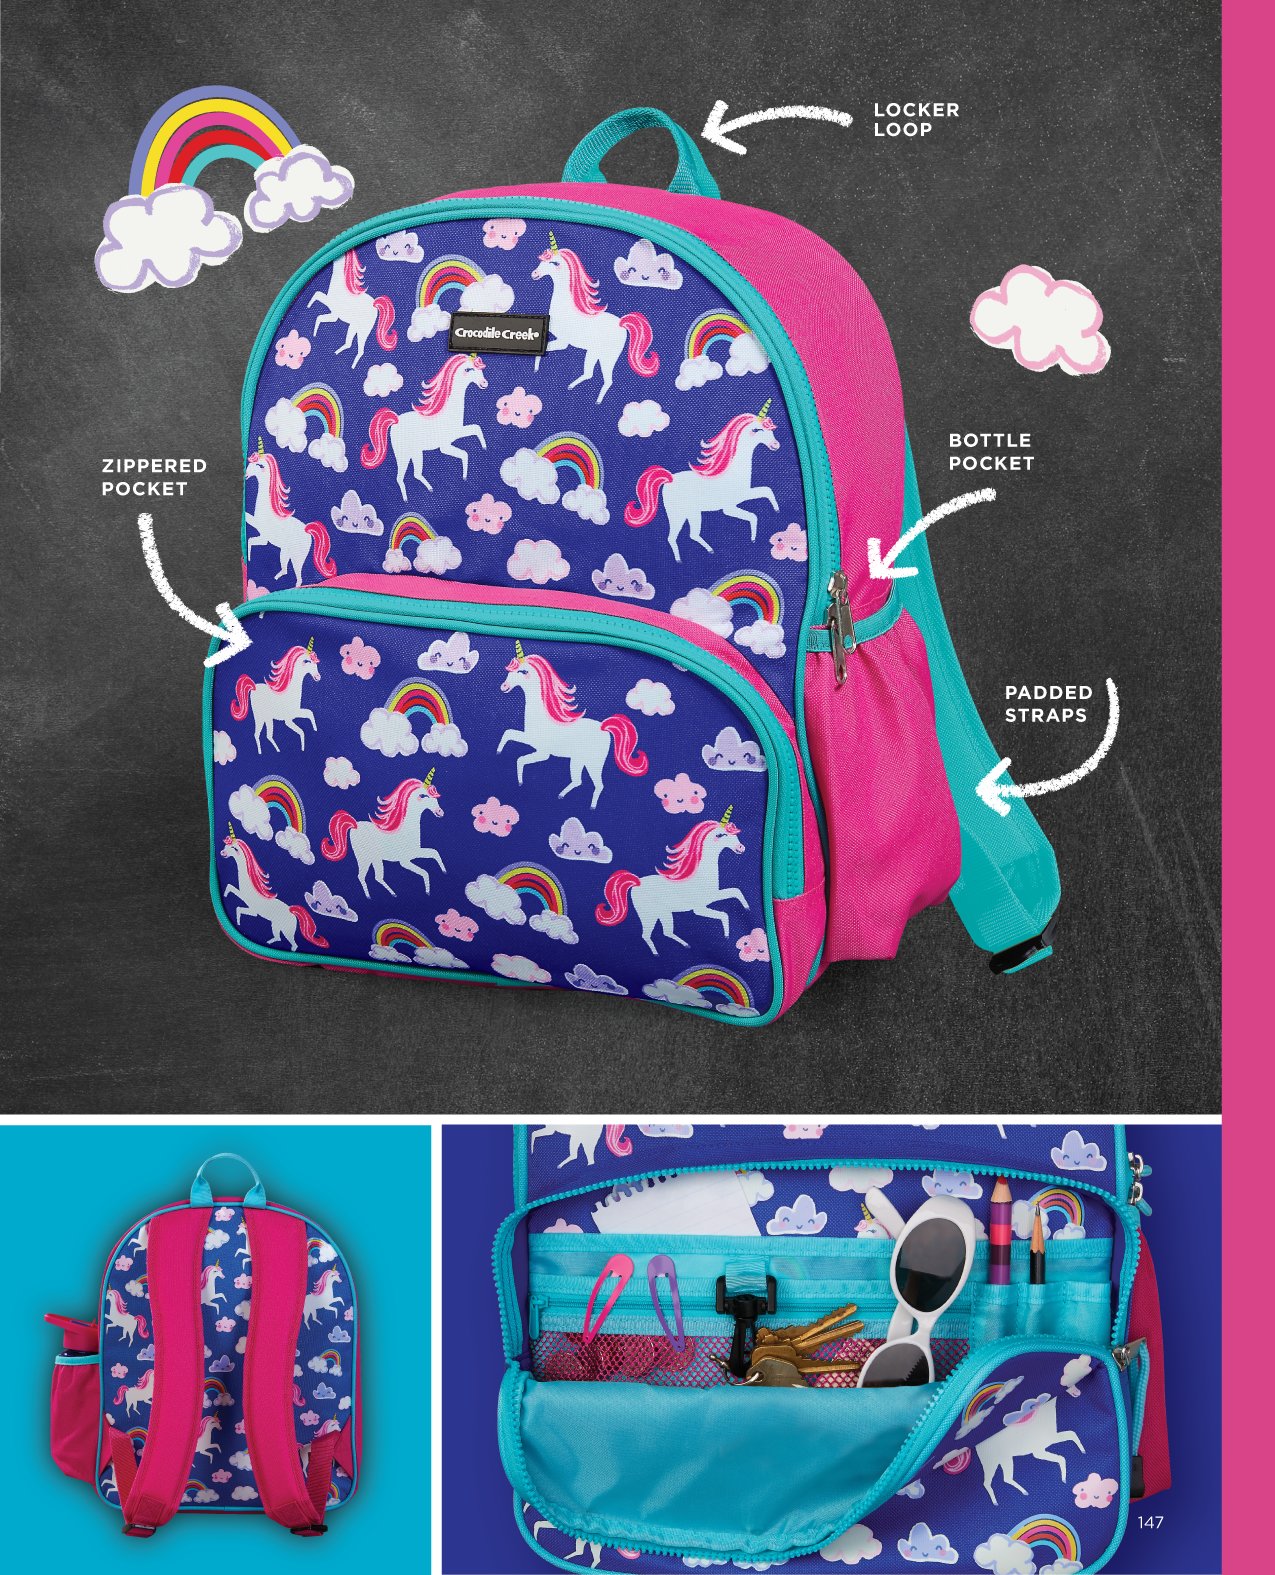 LOCKER
LOOP
Crocodile Creek®
BOTTLE
POCKET
ZIPPERED
POCKET
PADDED
STRAPS
147